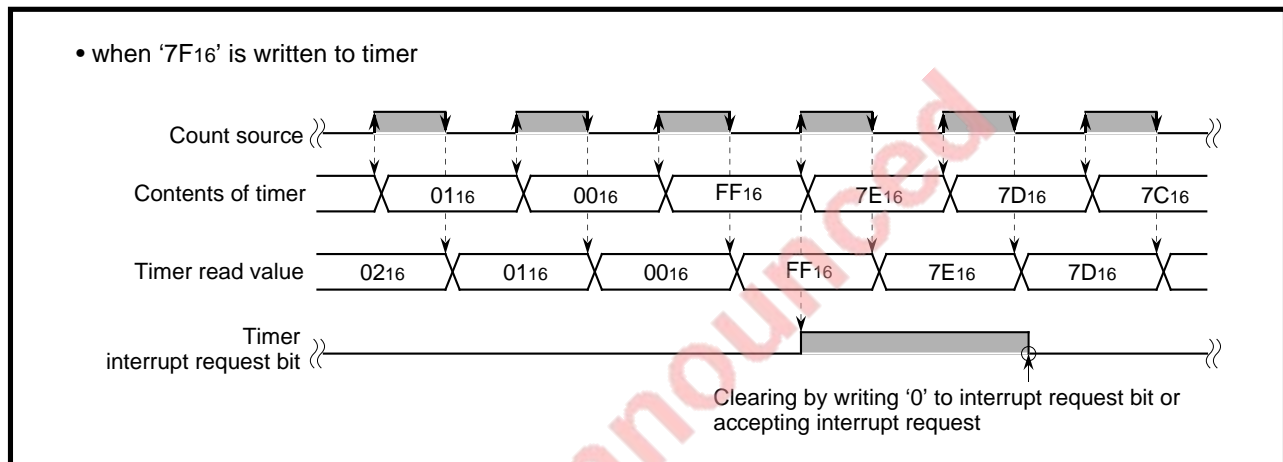 • when ‘7F16’ is written to timer
Count source
Contents of timer
0116 0016 FF16 7E16 7D16 7C16
Timer read value
0216 0116 0016 FF16 7E16 7D16
Timer
interrupt request bit
Clearing by writing ‘0’ to interrupt request bit or
accepting interrupt request
nnounced